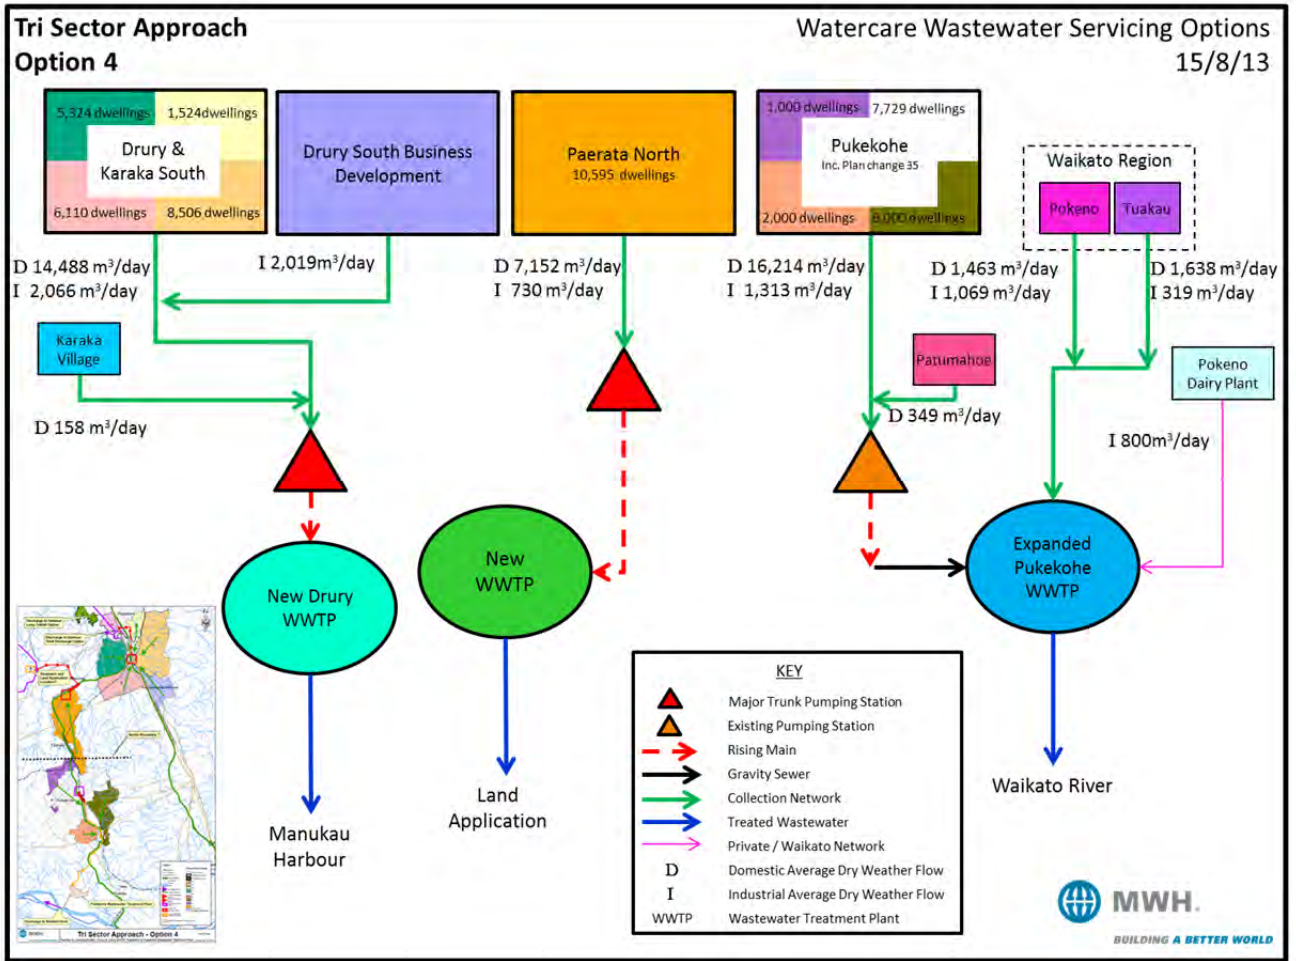 Tri Sector Approach
Option 4
Watercare Wastewater Servicing Options
15/8/13
5,324 dwellings
1,524dwellings
Drury &
Karaka South
6,110 dwellings
8,506 dwellings
Drury South Business
Development
Paerata North
10,595 dwellings
1,000 dwellings
7,729 dwellings
Pukekohe
Inc. Plan change 35
2,000 dwellings
8,000 dwellings
Waikato Region
Pokeno
Tuakau
D 14,488 m³/day
I 2,066 m³/day
I 2,019m³/day
D 7,152 m³/day
I 730 m³/day
D 16,214 m³/day
I 1,313 m³/day
D 1,463 m³/day
I 1,069 m³/day
D 1,638 m³/day
I 319 m³/day
Karaka
Village
D 158 m³/day
Patumahoe
D 349 m³/day
Pokeno
Dairy Plant
I 800m³/day
New Drury
WWTP
New
WWTP
Expanded
Pukekohe
WWTP
Manukau
Harbour
Land
Application
Waikato River
KEY
Major Trunk Pumping Station
Existing Pumping Station
Rising Main
Gravity Sewer
Collection Network
Treated Wastewater
Private / Waikato Network
D Domestic Average Dry Weather Flow
I Industrial Average Dry Weather Flow
WWTP Wastewater Treatment Plant
Tri Sector Approach - Option 4
MWH.
BUILDING A BETTER WORLD